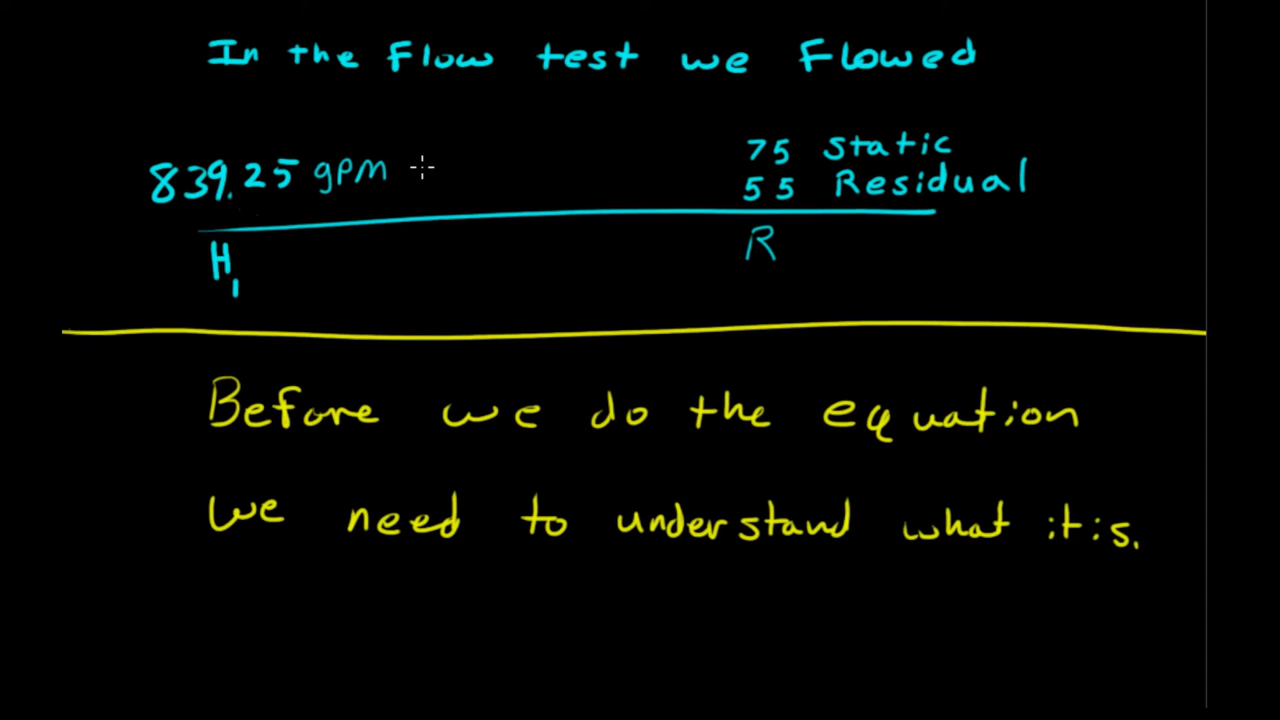 In the Flow test we Flowed
75 Static
839.25 gpm
55 Residual
H1
R
Before we do the equation
we need to understand what it is.